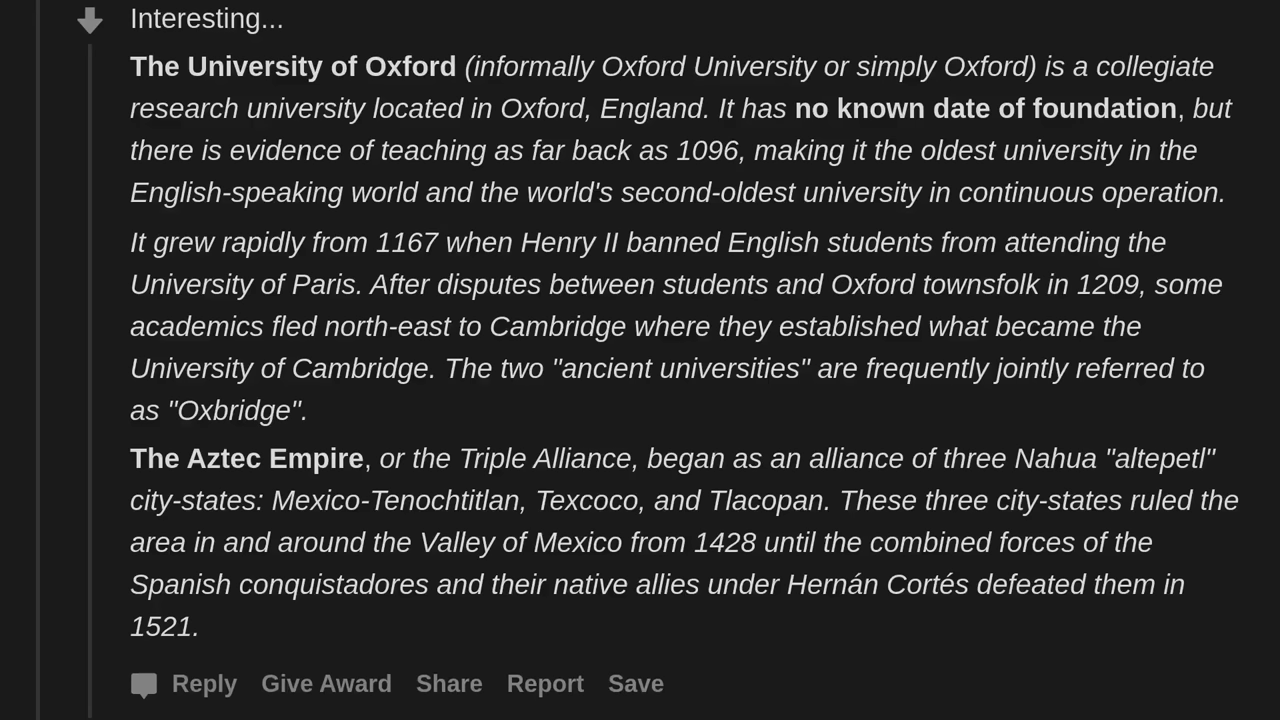 Interesting...
The University of Oxford (informally Oxford University or simply Oxford) is a collegiate
research university located in Oxford, England. It has no known date of foundation, but
there is evidence of teaching as far back as 1096, making it the oldest university in the
English-speaking world and the world's second-oldest university in continuous operation.
It grew rapidly from 1167 when Henry II banned English students from attending the
University of Paris. After disputes between students and Oxford townsfolk in 1209, some
academics fled north-east to Cambridge where they established what became the
University of Cambridge. The two "ancient universities" are frequently jointly referred to
as "Oxbridge".
The Aztec Empire, or the Triple Alliance, began as an alliance of three Nahua "altepetl"
city-states: Mexico-Tenochtitlan, Texcoco, and Tlacopan. These three city-states ruled the
area in and around the Valley of Mexico from 1428 until the combined forces of the
Spanish conquistadores and their native allies under Hernán Cortés defeated them in
1521.
Reply Give Award Share Report Save